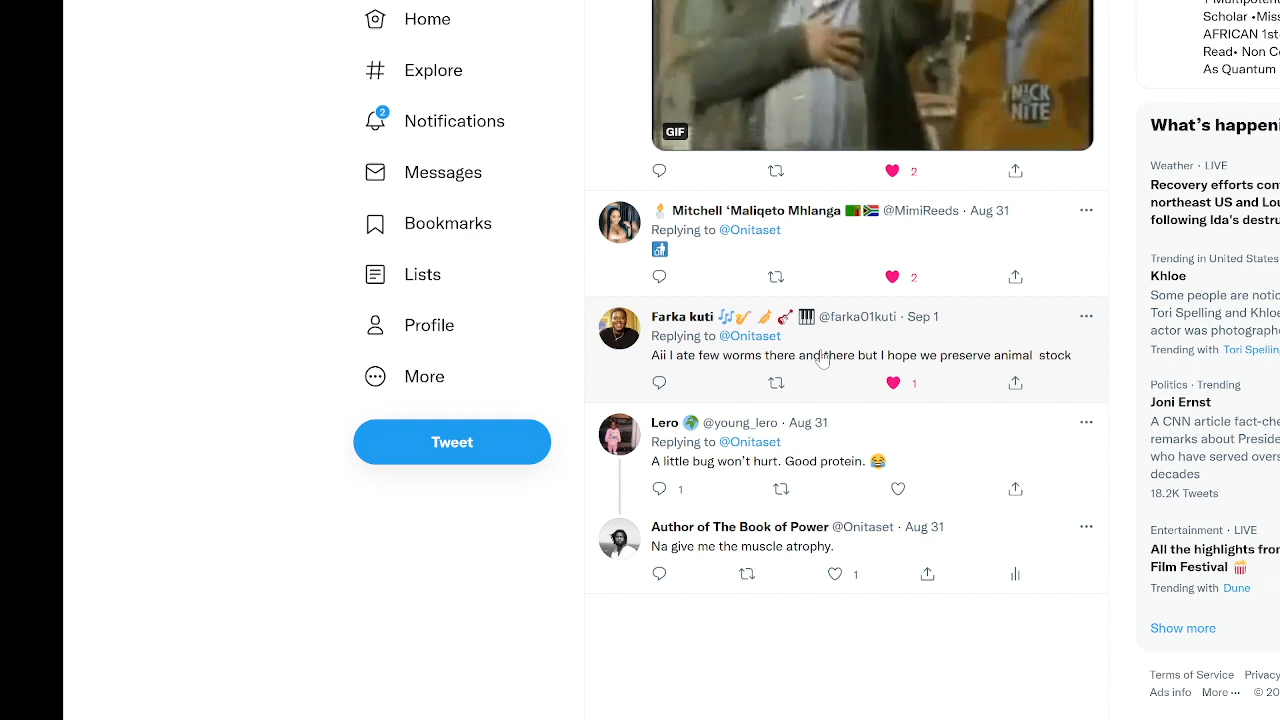 Home
Explore
2
Notifications
Messages
Bookmarks
Lists
Profile
More
Tweet
NICK
NITE
GIF
2
Mitchell ‘Maliqeto Mhlanga @MimiReeds · Aug 31
Replying to @Onitaset
2
Farka kuti @farka01kuti · Sep 1
Replying to @Onitaset
Aii I ate few worms there and there but I hope we preserve animal stock
1
Lero @young_lero · Aug 31
Replying to @Onitaset
A little bug won’t hurt. Good protein. 😂
1
Author of The Book of Power @Onitaset · Aug 31
Na give me the muscle atrophy.
1
Scholar •Mis
AFRICAN 1st
Read• Non C
As Quantum
What’s happeni
Weather · LIVE
Recovery efforts con
northeast US and Lou
following Ida’s destru
Trending in United States
Khloe
Some people are notic
Tori Spelling and Khloe
actor was photographe
Trending with Tori Spellin
Politics · Trending
Joni Ernst
A CNN article fact-che
remarks about Preside
who have served overs
decades
18.2K Tweets
Entertainment · LIVE
All the highlights from
Film Festival 🍿
Trending with Dune
Show more
Terms of Service Privacy
Ads info More ··· © 20